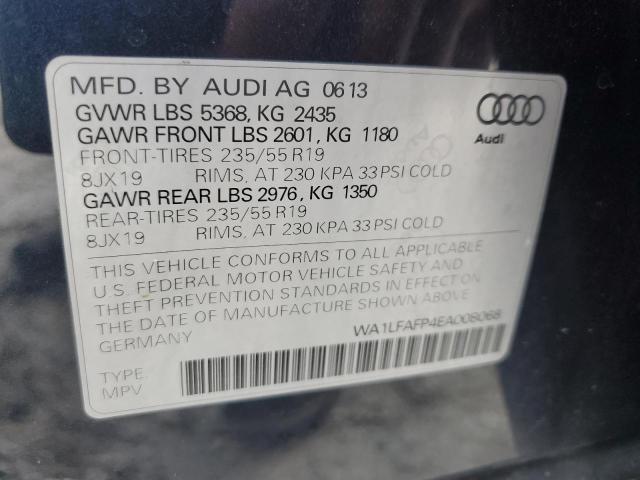 MFD. BY AUDI AG 06 13
GVWR LBS 5368, KG 2435
GAWR FRONT LBS 2601, KG 1180
FRONT-TIRES 235/55 R19
8JX19 RIMS, AT 230 KPA 33 PSI COLD
GAWR REAR LBS 2976, KG 1350
REAR-TIRES 235/55 R19
8JX19 RIMS, AT 230 KPA 33 PSI COLD
Audi
THIS VEHICLE CONFORMS TO ALL APPLICABLE
U.S. FEDERAL MOTOR VEHICLE SAFETY AND
THEFT PREVENTION STANDARDS IN EFFECT ON
THE DATE OF MANUFACTURE SHOWN ABOVE.
GERMANY
WA1LFAFP4EA008068
TYPE:
MPV